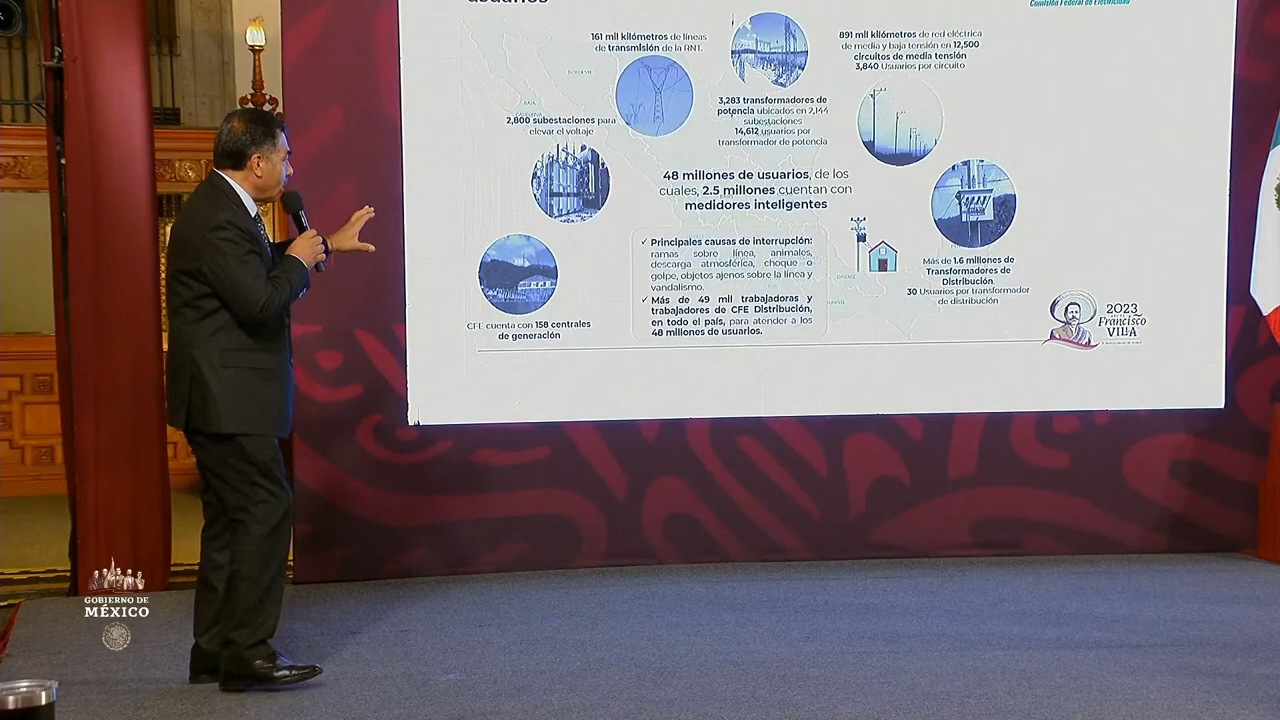 usuarios
Comisión Federal de Electricidad
161 mil kilómetros de líneas
de transmisión de la RNT.
891 mil kilómetros de red eléctrica
de media y baja tensión en 12,500
circuitos de media tensión
3,840 Usuarios por circuito
2,800 subestaciones para
elevar el voltaje
3,283 transformadores de
potencia ubicados en 2,144
subestaciones
14,612 usuarios por
transformador de potencia
48 millones de usuarios, de los
cuales, 2.5 millones cuentan con
medidores inteligentes
✓ Principales causas de interrupción:
ramas sobre línea, animales,
descarga atmosférica, choque o
golpe, objetos ajenos sobre la línea y
vandalismo.
✓ Más de 49 mil trabajadoras y
trabajadores de CFE Distribución,
en todo el país, para atender a los
48 millones de usuarios.
Más de 1.6 millones de
Transformadores de
Distribución.
30 Usuarios por transformador
de distribución
CFE cuenta con 158 centrales
de generación
2023
Francisco
VILLA
GOBIERNO DE
MÉXICO